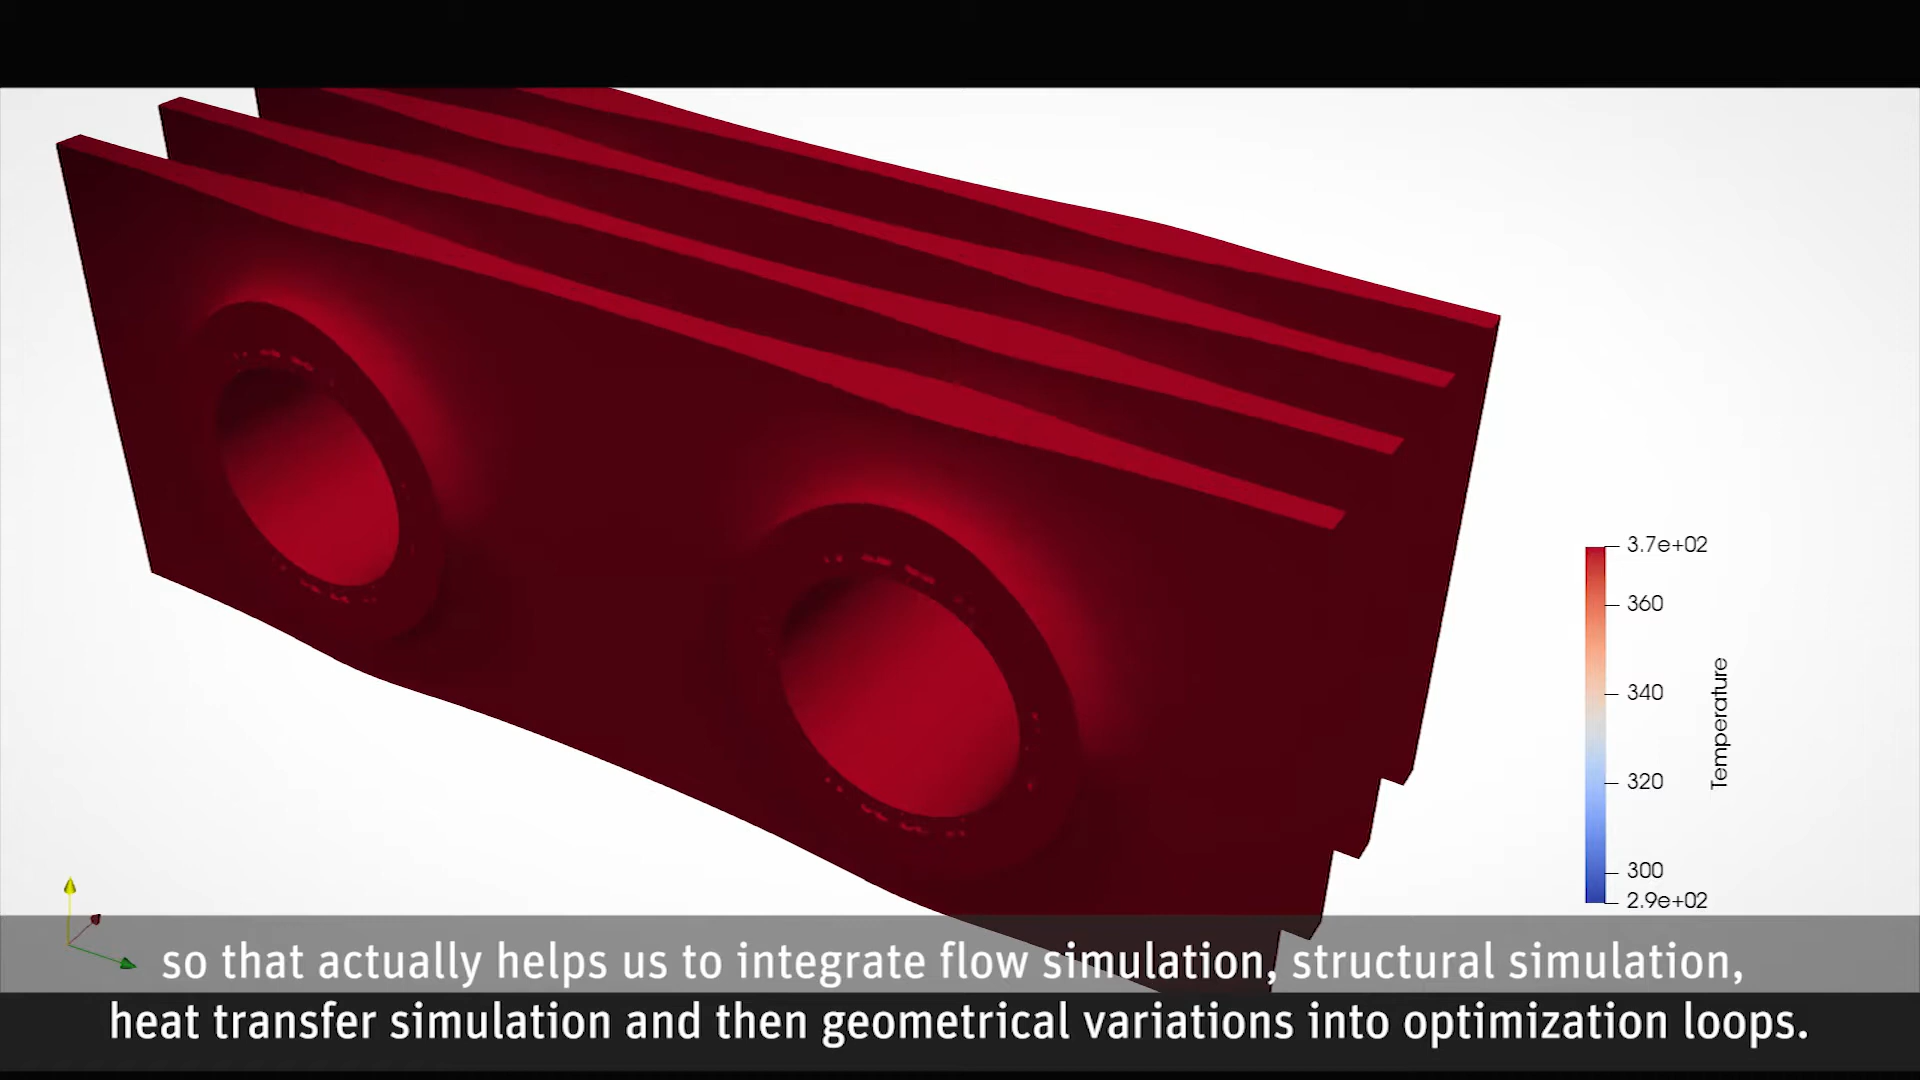 3.7e+02
360
340
320
300
2.9e+02
Temperature
so that actually helps us to integrate flow simulation, structural simulation,
heat transfer simulation and then geometrical variations into optimization loops.